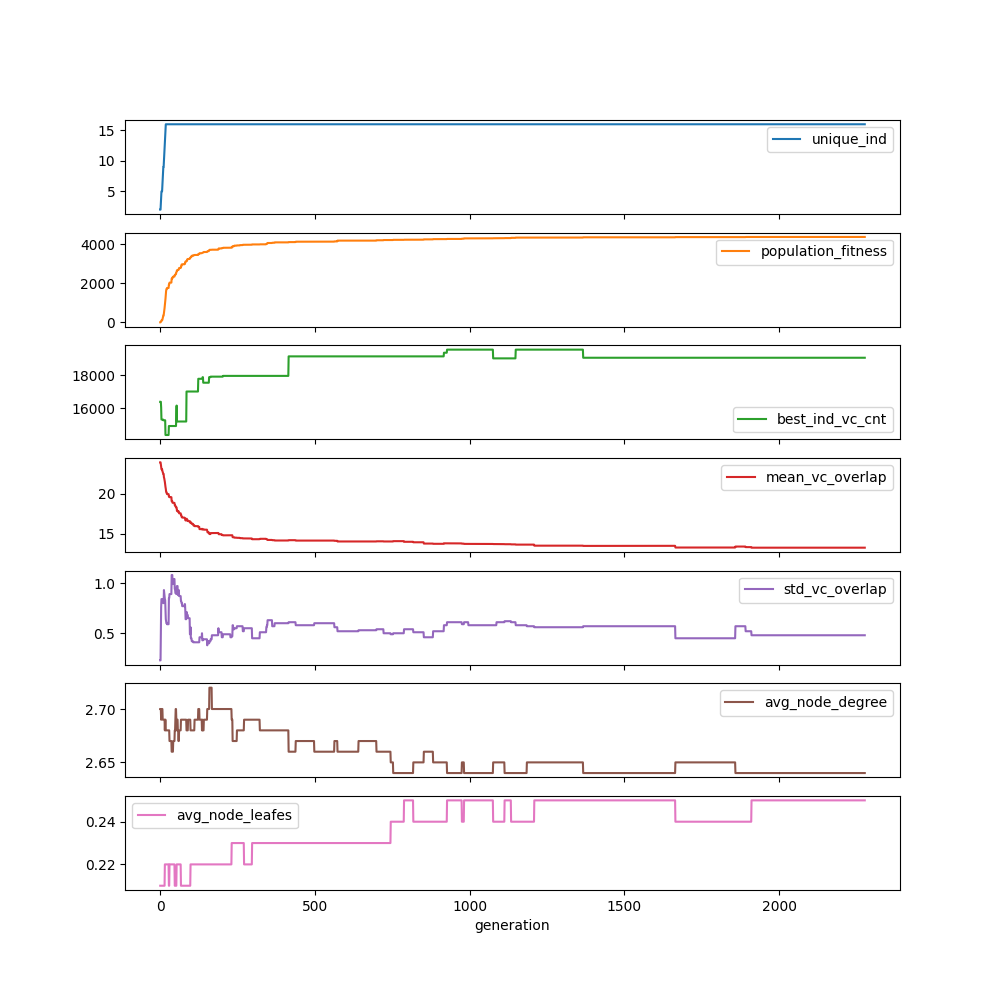 15
10
5
unique_ind
4000
2000
0
population_fitness
18000
16000
best_ind_vc_cnt
20
15
mean_vc_overlap
1.0
0.5
std_vc_overlap
2.70
2.65
avg_node_degree
0.24
0.22
avg_node_leafes
0 500 1000 1500 2000
generation